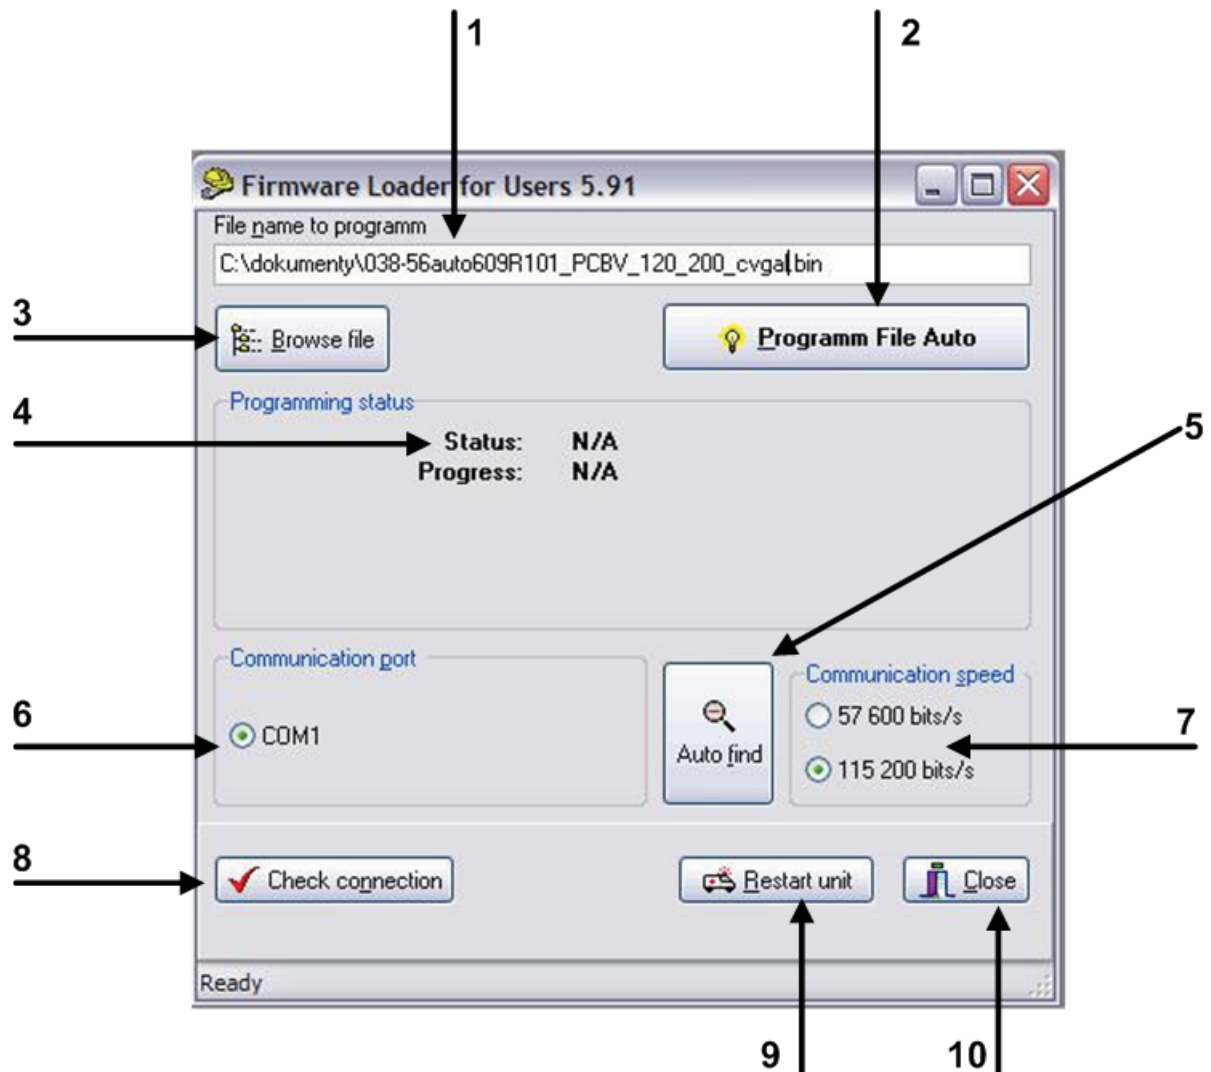 1
2
Firmware Loader for Users 5.91
File name to programm
C:\dokumenty\038-56auto609R101_PCBV_120_200_cvgal.bin
3
Browse file
Programm File Auto
4
Programming status
Status: N/A
Progress: N/A
5
Communication port
COM1
6
Auto find
Communication speed
57 600 bits/s
115 200 bits/s
7
8
Check connection
Restart unit
Close
Ready
9
10